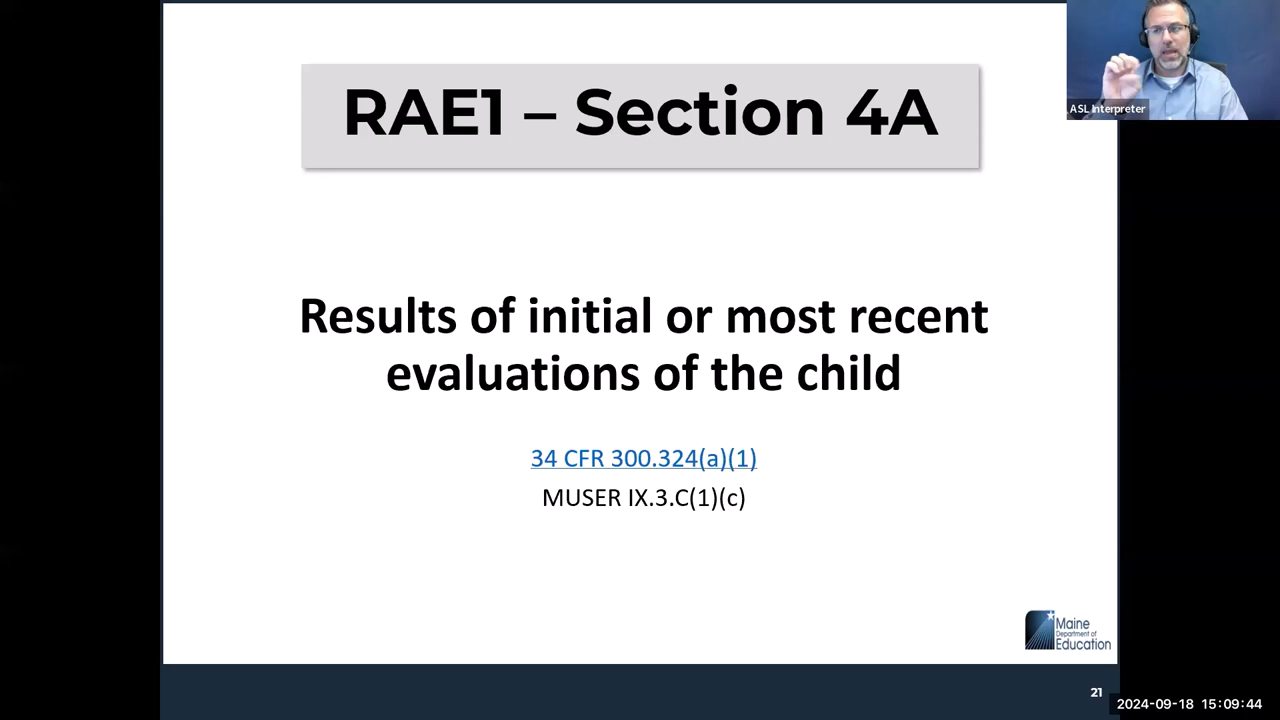 RAE1 – Section 4A
ASL Interpreter
Results of initial or most recent
evaluations of the child
34 CFR 300.324(a)(1)
MUSER IX.3.C(1)(c)
Maine
Department of
Education
21
2024-09-18 15:09:44